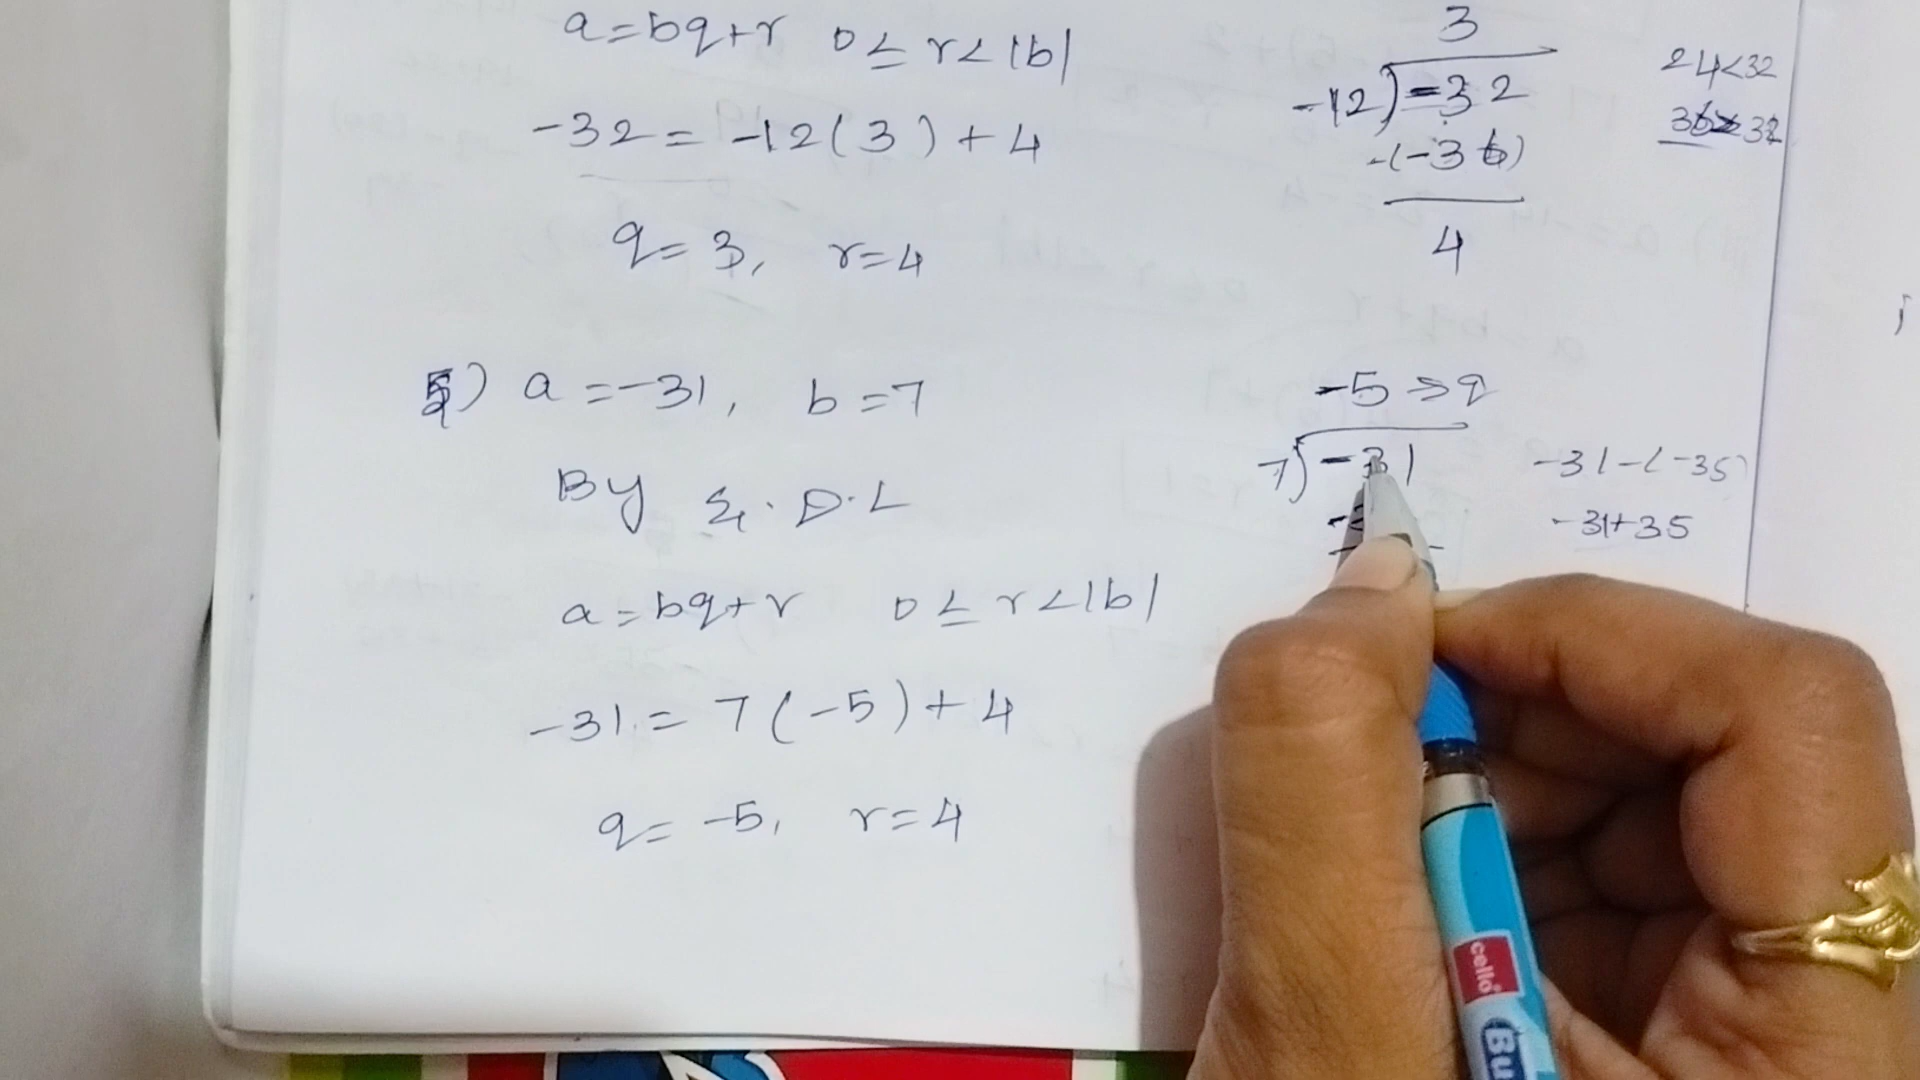 a=bq+r 0≤r<|b|
-32 = -12(3)+4
q=3, r=4
3
-12)-32
-(-36)
4
24<32
36>32
5) a=-31, b=7
By E.D.L
a=bq+r 0≤r<|b|
-31=7(-5)+4
q=-5, r=4
-5⇒q
7)-31
-31-(-35)
-31+35
cello
Bu